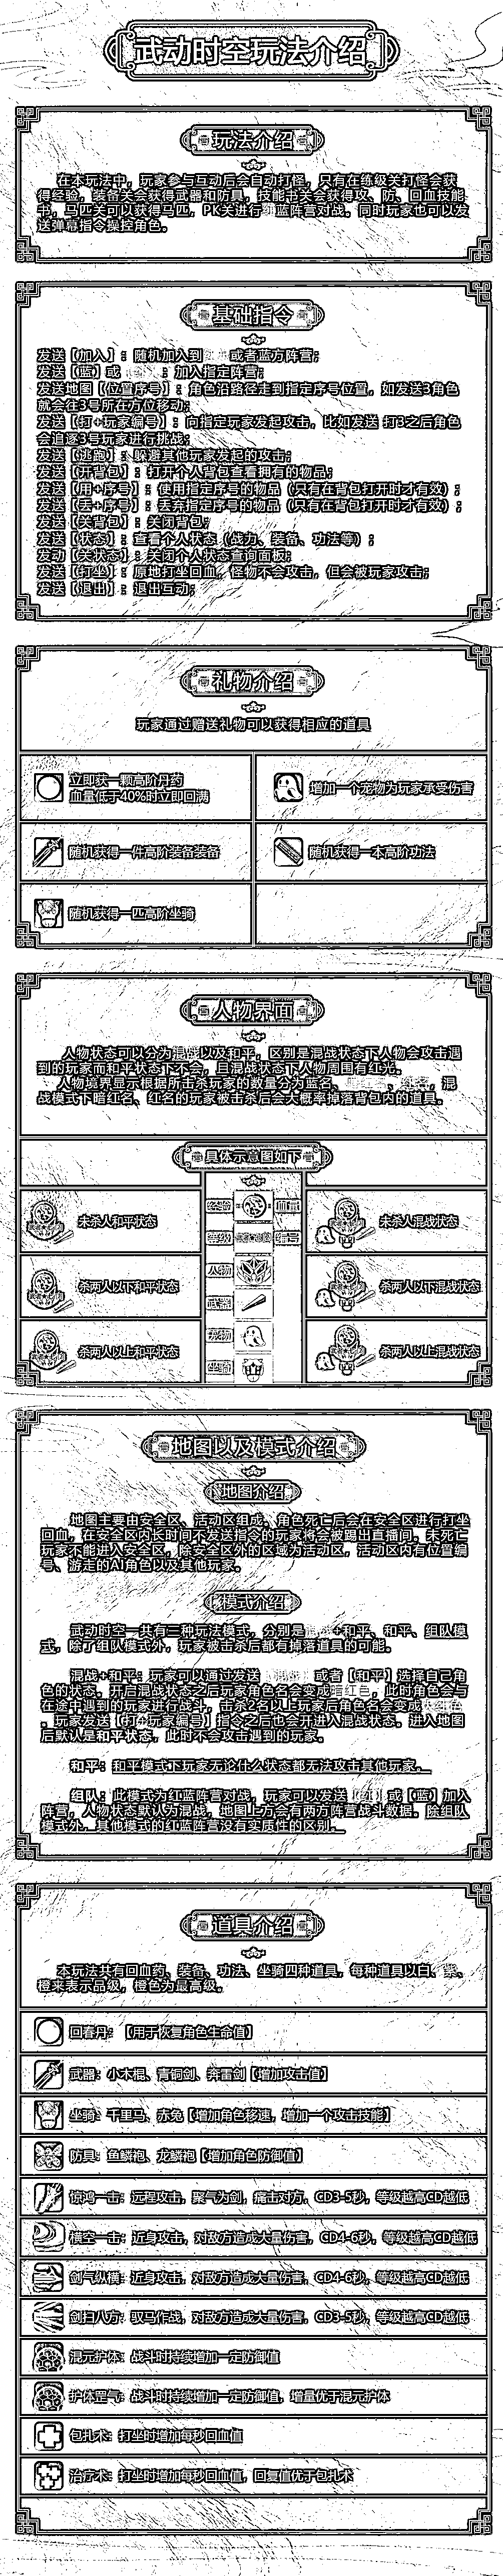 武动时空玩法介绍
玩法介绍
在本玩法中，玩家参与互动后会自动打怪，只有在练级关打怪会获
得经验，装备关会获得武器和防具，技能书关会获得攻、防、回血技能
书，马匹关可以获得马匹，PK关进行 蓝阵营对战。同时玩家也可以发
送弹幕指令操控角色。
基础指令
发送【加入】：随机加入到 或者蓝方阵营；
发送【蓝】或 ：加入指定阵营；
发送地图【位置序号】：角色沿路径走到指定序号位置，如发送3角色
就会往3号所在方位移动；
发送【打+玩家编号】：向指定玩家发起攻击，比如发送 打3之后角色
会追逐3号玩家进行挑战；
发送【逃跑】：躲避其他玩家发起的攻击；
发送【开背包】：打开个人背包查看拥有的物品；
发送【用+序号】：使用指定序号的物品（只有在背包打开时才有效）；
发送【丢+序号】：丢弃指定序号的物品（只有在背包打开时才有效）；
发送【关背包】：关闭背包；
发送【状态】：查看个人状态（战力、装备、功法等）；
发动【关状态】：关闭个人状态查询面板；
发送【打坐】：原地打坐回血，怪物不会攻击，但会被玩家攻击；
发送【退出】：退出互动；
礼物介绍
玩家通过赠送礼物可以获得相应的道具
立即获一颗高阶丹药
血量低于40%时立即回满
增加一个宠物为玩家承受伤害
随机获得一件高阶装备装备
随机获得一本高阶功法
随机获得一匹高阶坐骑
人物界面
人物状态可以分为混战以及和平，区别是混战状态下人物会攻击遇
到的玩家而和平状态下不会，且混战状态下人物周围有红光。
人物境界显示根据所击杀玩家的数量分为蓝名、 混
战模式下暗红名、红名的玩家被击杀后会大概率掉落背包内的道具。
具体示意图如下
等级
人物
武器
宠物
坐骑
未杀人和平状态
未杀人混战状态
杀两人以下和平状态
杀两人以下混战状态
杀两人以上和平状态
杀两人以上混战状态
地图以及模式介绍
地图介绍
地图主要由安全区、活动区组成、角色死亡后会在安全区进行打坐
回血，在安全区内长时间不发送指令的玩家将会被踢出直播间。未死亡
玩家不能进入安全区，除安全区外的区域为活动区，活动区内有位置编
号、游走的AI角色以及其他玩家。
模式介绍
武动时空一共有三种玩法模式，分别是混战+和平、和平、组队模
式，除了组队模式外，玩家被击杀后都有掉落道具的可能。
混战+和平：玩家可以通过发送 或者【和平】选择自己角
色的状态。开启混战状态之后玩家角色名会变成暗红色，此时角色会与
在途中遇到的玩家进行战斗，击杀2名以上玩家后角色名会变成
。玩家发送【打+玩家编号】指令之后也会开进入混战状态。进入地图
后默认是和平状态，此时不会攻击遇到的玩家。
和平：和平模式下玩家无论什么状态都无法攻击其他玩家。
组队：此模式为红蓝阵营对战，玩家可以发送 或【蓝】加入
阵营，人物状态默认为混战，地图上方会有两方阵营战斗数据。除组队
模式外，其他模式的红蓝阵营没有实质性的区别。
道具介绍
本玩法共有回血药、装备、功法、坐骑四种道具，每种道具以白、紫、
橙来表示品级，橙色为最高级。
回春丹：【用于恢复角色生命值】
武器：小木棍、青铜剑、奔雷剑【增加攻击值】
坐骑：千里马、赤兔【增加角色移速，增加一个攻击技能】
防具：鱼鳞袍、龙鳞袍【增加角色防御值】
惊鸿一击：远程攻击，聚气为剑，痛击对方，CD3-5秒，等级越高CD越低
横空一击：近身攻击，对敌方造成大量伤害，CD4-6秒，等级越高CD越低
剑气纵横：近身攻击，对敌方造成大量伤害，CD4-6秒，等级越高CD越低
剑扫八方：驭马作战，对敌方造成大量伤害，CD3-5秒，等级越高CD越低
混元护体：战斗时持续增加一定防御值
护体罡气：战斗时持续增加一定防御值，增量优于混元护体
包扎术：打坐时增加每秒回血值
治疗术：打坐时增加每秒回血值，回复值优于包扎术